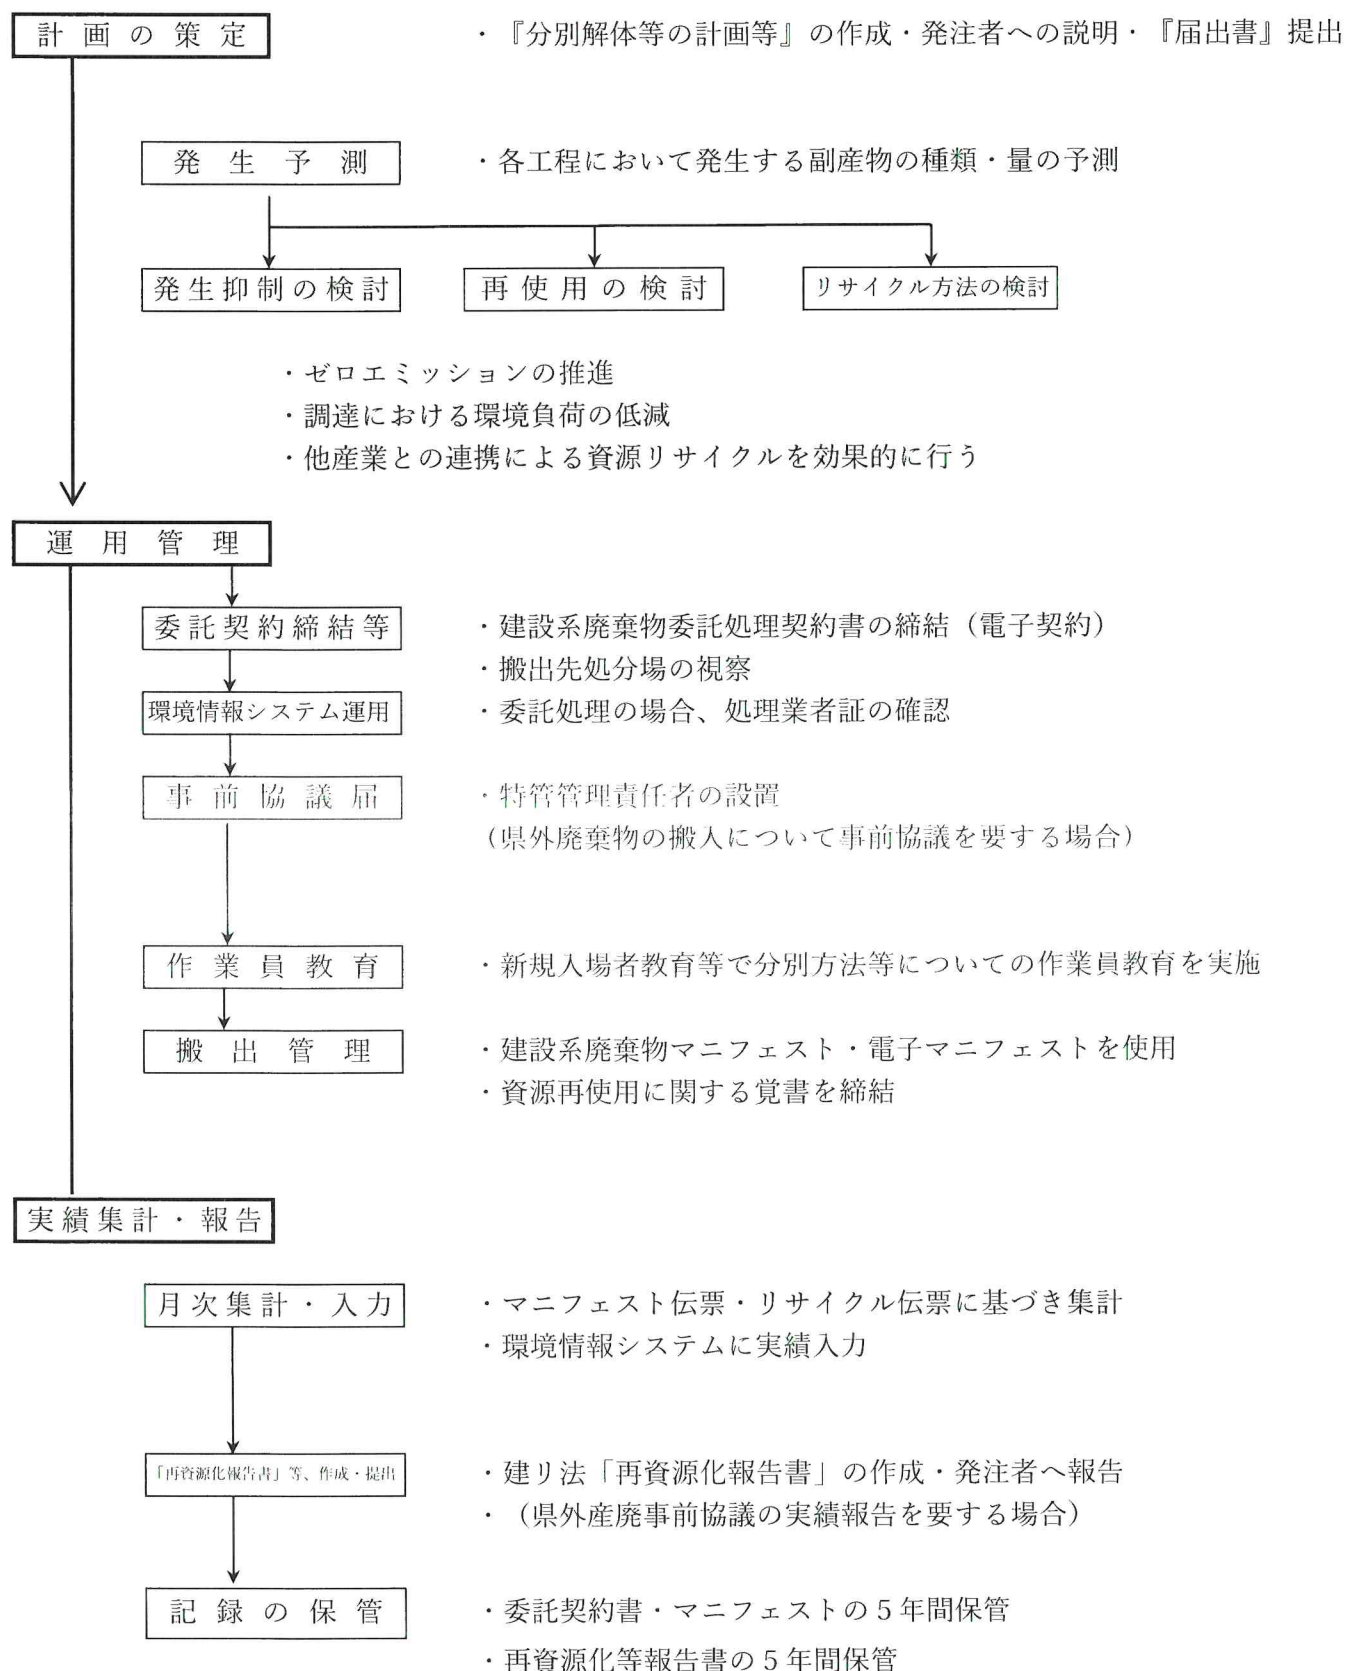 計画の策定
・『分別解体等の計画等』の作成・発注者への説明・『届出書』提出
発生予測
・各工程において発生する副産物の種類・量の予測
発生抑制の検討
再使用の検討
リサイクル方法の検討
・ゼロエミッションの推進
・調達における環境負荷の低減
・他産業との連携による資源リサイクルを効果的に行う
運用管理
委託契約締結等
・建設系廃棄物委託処理契約書の締結（電子契約）
・搬出先処分場の視察
環境情報システム運用
・委託処理の場合、処理業者証の確認
事前協議届
・特管管理責任者の設置
（県外廃棄物の搬入について事前協議を要する場合）
作業員教育
・新規入場者教育等で分別方法等についての作業員教育を実施
搬出管理
・建設系廃棄物マニフェスト・電子マニフェストを使用
・資源再使用に関する覚書を締結
実績集計・報告
月次集計・入力
・マニフェスト伝票・リサイクル伝票に基づき集計
・環境情報システムに実績入力
「再資源化報告書」等、作成・提出
・建リ法「再資源化報告書」の作成・発注者へ報告
・（県外産廃事前協議の実績報告を要する場合）
記録の保管
・委託契約書・マニフェストの５年間保管
・再資源化等報告書の５年間保管